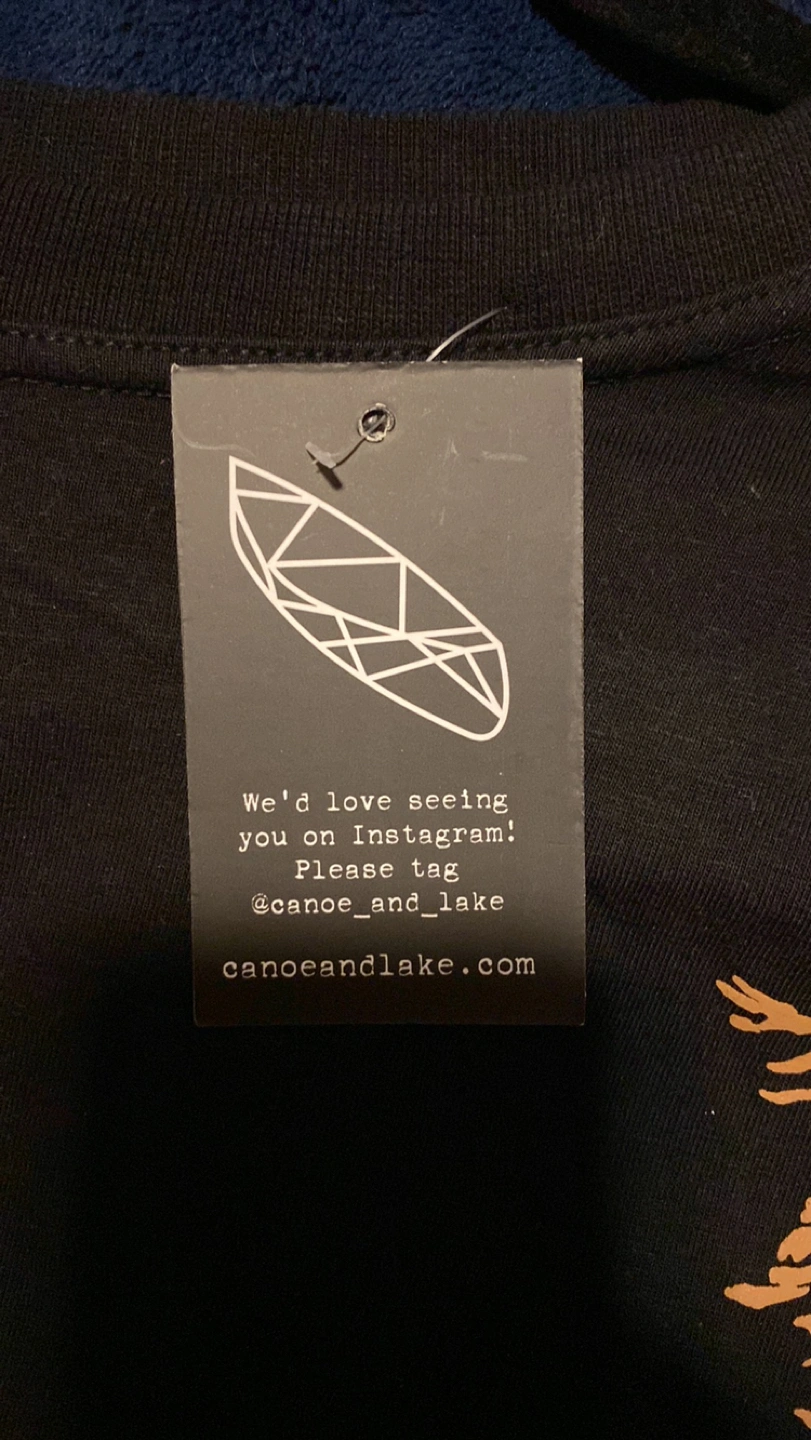 We'd love seeing
you on Instagram!
Please tag
@canoe_and_lake
canoeandlake.com